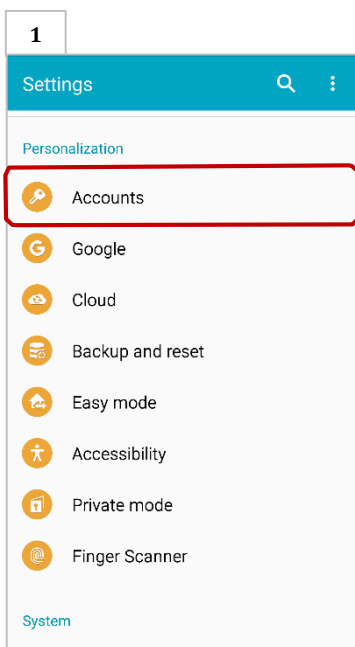 1
Settings
Personalization
Accounts
Google
Cloud
Backup and reset
Easy mode
Accessibility
Private mode
Finger Scanner
System